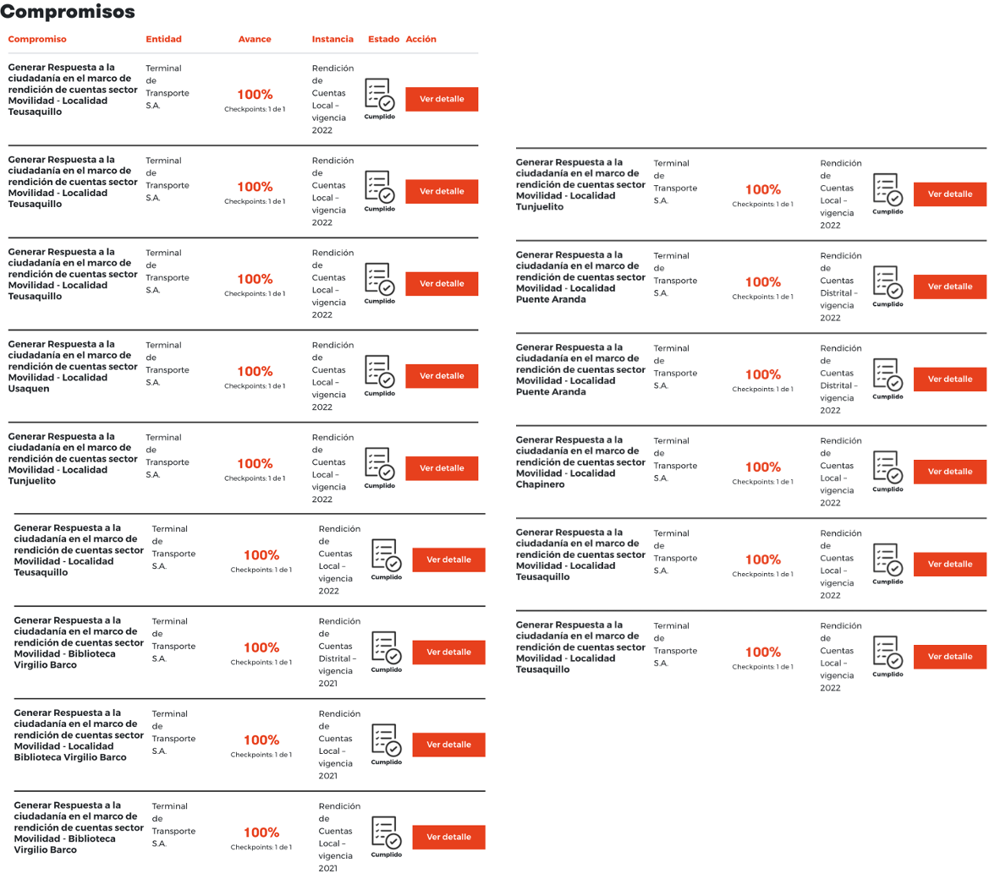 Compromisos
Compromiso Entidad Avance Instancia Estado Acción
Generar Respuesta a la
ciudadanía en el marco de
rendición de cuentas sector
Movilidad - Localidad
Teusaquillo
Terminal
de
Transporte
S.A.
100%
Checkpoints: 1 de 1
Rendición
de
Cuentas
Local –
vigencia
2022
Cumplido
Ver detalle
Generar Respuesta a la
ciudadanía en el marco de
rendición de cuentas sector
Movilidad - Localidad
Teusaquillo
Terminal
de
Transporte
S.A.
100%
Checkpoints: 1 de 1
Rendición
de
Cuentas
Local –
vigencia
2022
Cumplido
Ver detalle
Generar Respuesta a la
ciudadanía en el marco de
rendición de cuentas sector
Movilidad - Localidad
Teusaquillo
Terminal
de
Transporte
S.A.
100%
Checkpoints: 1 de 1
Rendición
de
Cuentas
Local –
vigencia
2022
Cumplido
Ver detalle
Generar Respuesta a la
ciudadanía en el marco de
rendición de cuentas sector
Movilidad - Localidad
Usaquen
Terminal
de
Transporte
S.A.
100%
Checkpoints: 1 de 1
Rendición
de
Cuentas
Local –
vigencia
2022
Cumplido
Ver detalle
Generar Respuesta a la
ciudadanía en el marco de
rendición de cuentas sector
Movilidad - Localidad
Tunjuelito
Terminal
de
Transporte
S.A.
100%
Checkpoints: 1 de 1
Rendición
de
Cuentas
Local –
vigencia
2022
Cumplido
Ver detalle
Generar Respuesta a la
ciudadanía en el marco de
rendición de cuentas sector
Movilidad - Localidad
Teusaquillo
Terminal
de
Transporte
S.A.
100%
Checkpoints: 1 de 1
Rendición
de
Cuentas
Local –
vigencia
2022
Cumplido
Ver detalle
Generar Respuesta a la
ciudadanía en el marco de
rendición de cuentas sector
Movilidad - Biblioteca
Virgilio Barco
Terminal
de
Transporte
S.A.
100%
Checkpoints: 1 de 1
Rendición
de
Cuentas
Distrital –
vigencia
2021
Cumplido
Ver detalle
Generar Respuesta a la
ciudadanía en el marco de
rendición de cuentas sector
Movilidad - Localidad
Biblioteca Virgilio Barco
Terminal
de
Transporte
S.A.
100%
Checkpoints: 1 de 1
Rendición
de
Cuentas
Local –
vigencia
2021
Cumplido
Ver detalle
Generar Respuesta a la
ciudadanía en el marco de
rendición de cuentas sector
Movilidad - Biblioteca
Virgilio Barco
Terminal
de
Transporte
S.A.
100%
Checkpoints: 1 de 1
Rendición
de
Cuentas
Local –
vigencia
2021
Cumplido
Ver detalle
Generar Respuesta a la
ciudadanía en el marco de
rendición de cuentas sector
Movilidad - Localidad
Tunjuelito
Terminal
de
Transporte
S.A.
100%
Checkpoints: 1 de 1
Rendición
de
Cuentas
Local –
vigencia
2022
Cumplido
Ver detalle
Generar Respuesta a la
ciudadanía en el marco de
rendición de cuentas sector
Movilidad - Localidad
Puente Aranda
Terminal
de
Transporte
S.A.
100%
Checkpoints: 1 de 1
Rendición
de
Cuentas
Distrital –
vigencia
2022
Cumplido
Ver detalle
Generar Respuesta a la
ciudadanía en el marco de
rendición de cuentas sector
Movilidad - Localidad
Puente Aranda
Terminal
de
Transporte
S.A.
100%
Checkpoints: 1 de 1
Rendición
de
Cuentas
Distrital –
vigencia
2022
Cumplido
Ver detalle
Generar Respuesta a la
ciudadanía en el marco de
rendición de cuentas sector
Movilidad - Localidad
Chapinero
Terminal
de
Transporte
S.A.
100%
Checkpoints: 1 de 1
Rendición
de
Cuentas
Local –
vigencia
2022
Cumplido
Ver detalle
Generar Respuesta a la
ciudadanía en el marco de
rendición de cuentas sector
Movilidad - Localidad
Teusaquillo
Terminal
de
Transporte
S.A.
100%
Checkpoints: 1 de 1
Rendición
de
Cuentas
Local –
vigencia
2022
Cumplido
Ver detalle
Generar Respuesta a la
ciudadanía en el marco de
rendición de cuentas sector
Movilidad - Localidad
Teusaquillo
Terminal
de
Transporte
S.A.
100%
Checkpoints: 1 de 1
Rendición
de
Cuentas
Local –
vigencia
2022
Cumplido
Ver detalle